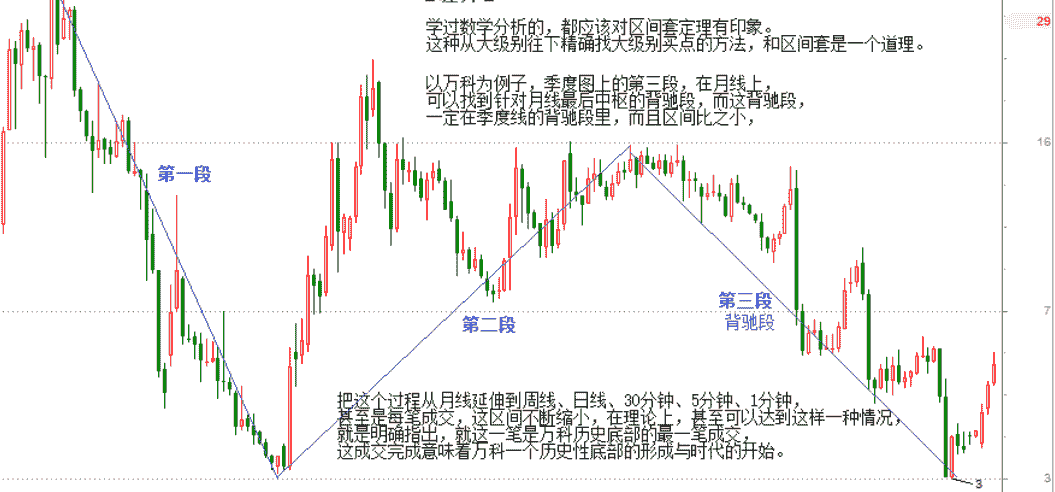 学过数学分析的，都应该对区间套定理有印象。
这种从大级别往下精确找大级别买点的方法，和区间套是一个道理。
以万科为例子，季度图上的第三段，在月线上，
可以找到针对月线最后中枢的背驰段，而这背驰段，
一定在季度线的背驰段里，而且区间比之小，
29
16
第一段
第三段
背驰段
7
第二段
把这个过程从月线延伸到周线、日线、30分钟、5分钟、1分钟，
甚至是每笔成交，这区间不断缩小，在理论上，甚至可以达到这样一种情况，
就是明确指出，就这一笔是万科历史底部的最一笔成交，
这成交完成意味着万科一个历史性底部的形成与时代的开始。
3
3